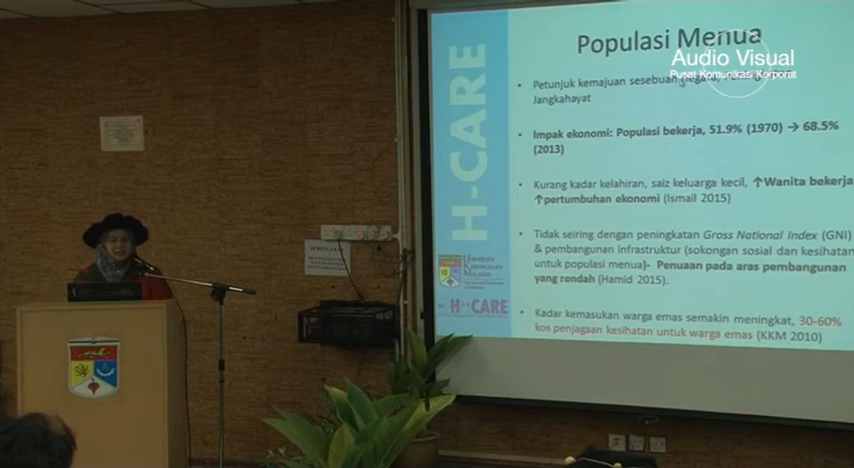 Populasi Menua
Audio Visual
Pusat Komunikasi Korporat
• Petunjuk kemajuan sesebuah
Jangkahayat
• Impak ekonomi: Populasi bekerja, 51.9% (1970) → 68.5%
(2013)
• Kurang kadar kelahiran, saiz keluarga kecil, ↑Wanita bekerja
↑pertumbuhan ekonomi (Ismail 2015)
• Tidak seiring dengan peningkatan Gross National Index (GNI)
& pembangunan infrastruktur (sokongan sosial dan kesihatan
untuk populasi menua)- Penuaan pada aras pembangunan
yang rendah (Hamid 2015).
• Kadar kemasukan warga emas semakin meningkat, 30-60%
kos penjagaan kesihatan untuk warga emas (KKM 2010)
H-CARE
Universiti
Kebangsaan
Malaysia
H-CARE